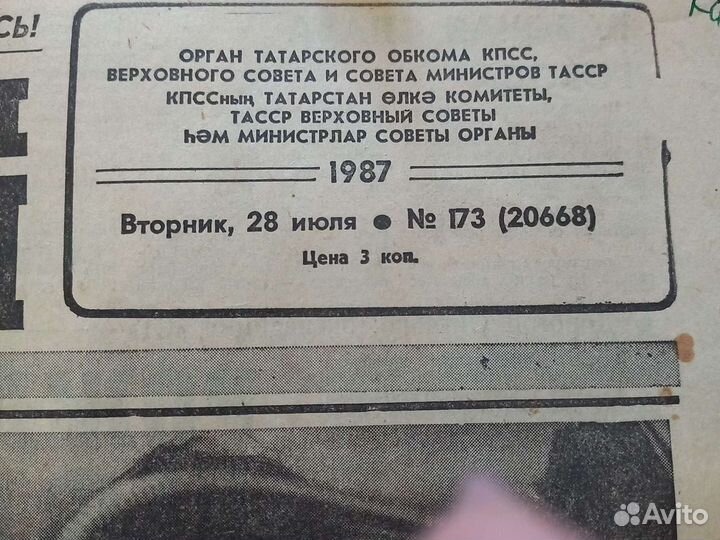 СЬ!
ОРГАН ТАТАРСКОГО ОБКОМА КПСС,
ВЕРХОВНОГО СОВЕТА И СОВЕТА МИНИСТРОВ ТАССР
КПССның ТАТАРСТАН ӨЛКӘ КОМИТЕТЫ,
ТАССР ВЕРХОВНЫЙ СОВЕТЫ
ҺӘМ МИНИСТРЛАР СОВЕТЫ ОРГАНЫ
1987
Вторник, 28 июля ● № 173 (20668)
Цена 3 коп.
Avito